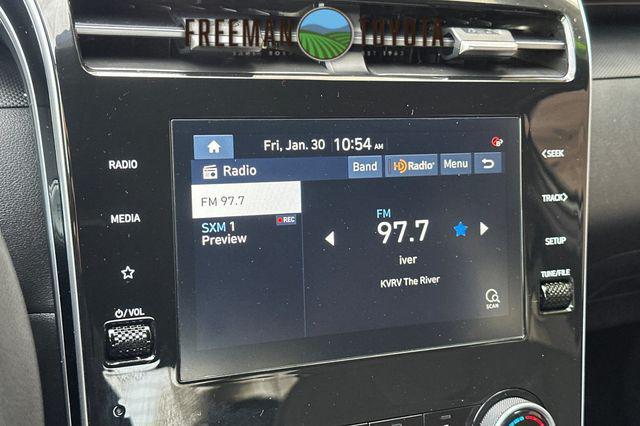 FREEMAN TOYOTA
Fri, Jan. 30 10:54 AM
Radio Band HD Radio Menu
FM 97.7
SXM 1 REC
Preview
FM
97.7
iver
KVRV The River
SCAN
RADIO
MEDIA
VOL
SEEK
TRACK
SETUP
TUNE/FILE